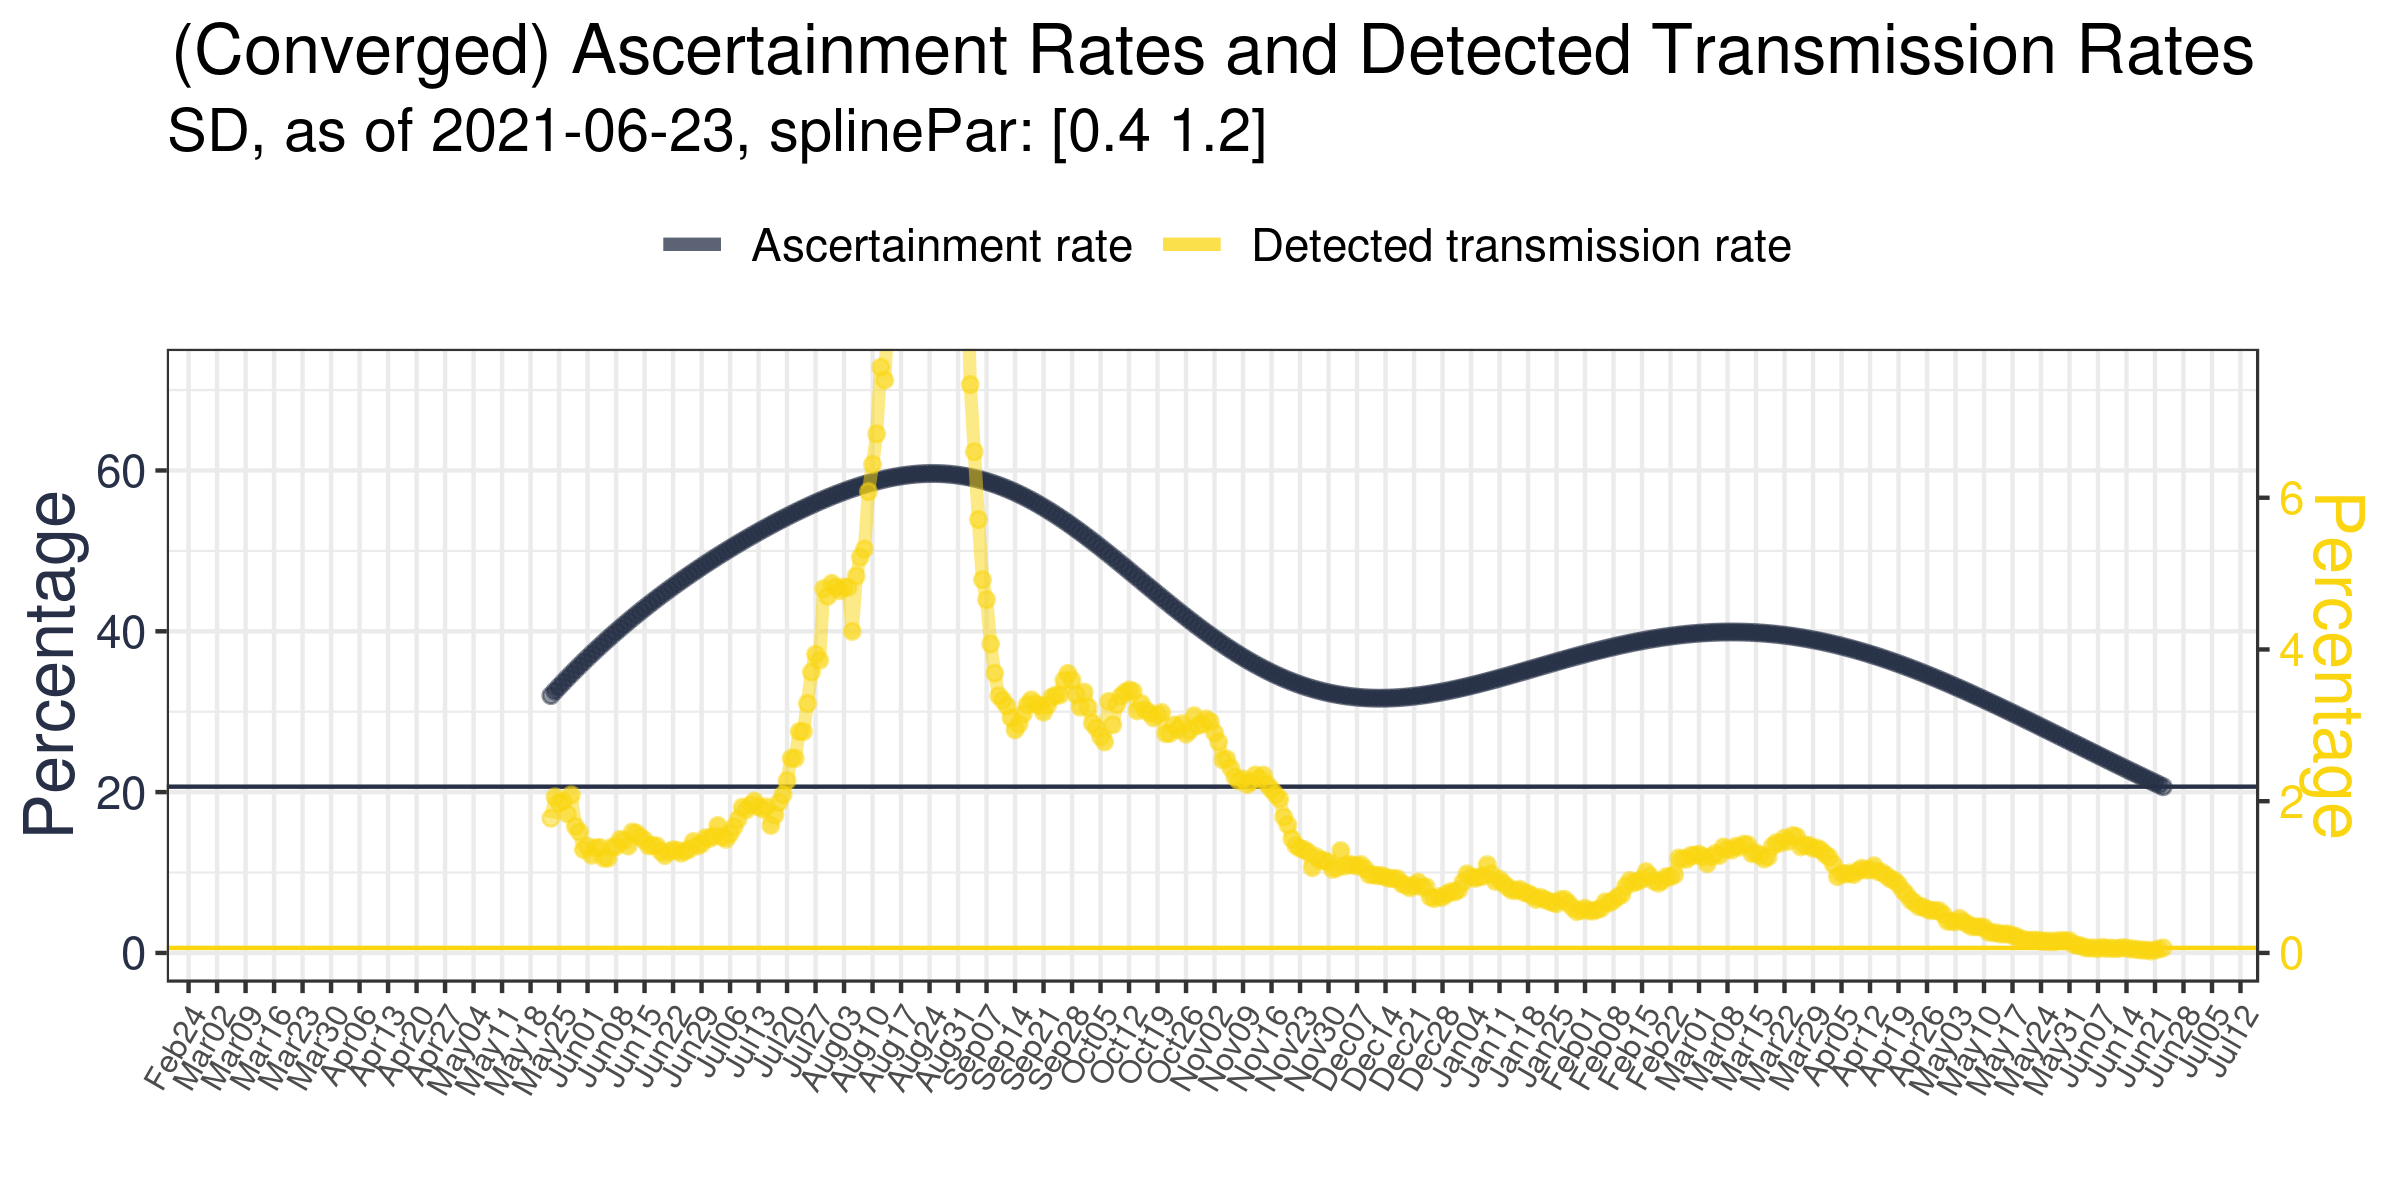 (Converged) Ascertainment Rates and Detected Transmission Rates
SD, as of 2021-06-23, splinePar: [0.4 1.2]
Ascertainment rate
Detected transmission rate
Percentage
60
40
20
0
6
4
2
0
Percentage
Feb24
Mar02
Mar09
Mar16
Mar23
Mar30
Apr06
Apr13
Apr20
Apr27
May04
May11
May18
May25
Jun01
Jun08
Jun15
Jun22
Jun29
Jul06
Jul13
Jul20
Jul27
Aug03
Aug10
Aug17
Aug24
Aug31
Sep07
Sep14
Sep21
Sep28
Oct05
Oct12
Oct19
Oct26
Nov02
Nov09
Nov16
Nov23
Nov30
Dec07
Dec14
Dec21
Dec28
Jan04
Jan11
Jan18
Jan25
Feb01
Feb08
Feb15
Feb22
Mar01
Mar08
Mar15
Mar22
Mar29
Apr05
Apr12
Apr19
Apr26
May03
May10
May17
May24
May31
Jun07
Jun14
Jun21
Jun28
Jul05
Jul12